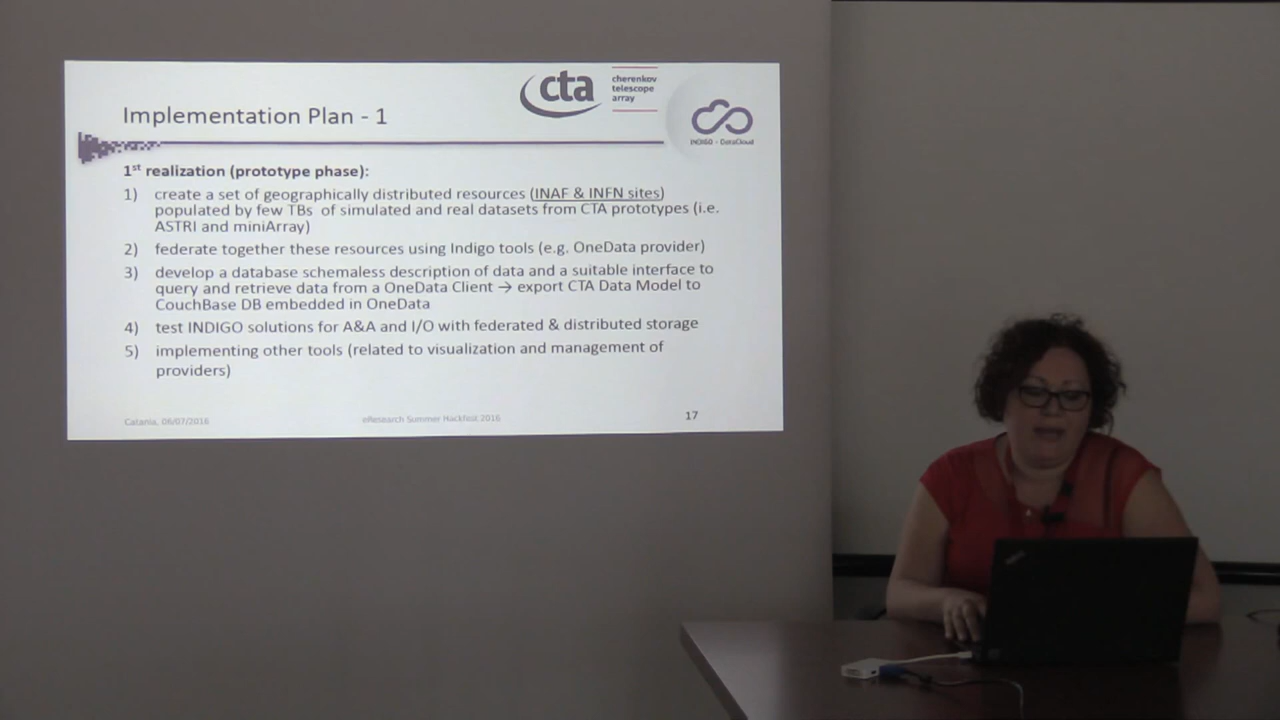 cta
cherenkov
telescope
array
Implementation Plan - 1
INDIGO - DataCloud
1st realization (prototype phase):
1) create a set of geographically distributed resources (INAF & INFN sites)
populated by few TBs of simulated and real datasets from CTA prototypes (i.e.
ASTRI and miniArray)
2) federate together these resources using Indigo tools (e.g. OneData provider)
3) develop a database schemaless description of data and a suitable interface to
query and retrieve data from a OneData Client → export CTA Data Model to
CouchBase DB embedded in OneData
4) test INDIGO solutions for A&A and I/O with federated & distributed storage
5) implementing other tools (related to visualization and management of
providers)
Catania, 06/07/2016
eResearch Summer Hackfest 2016
17